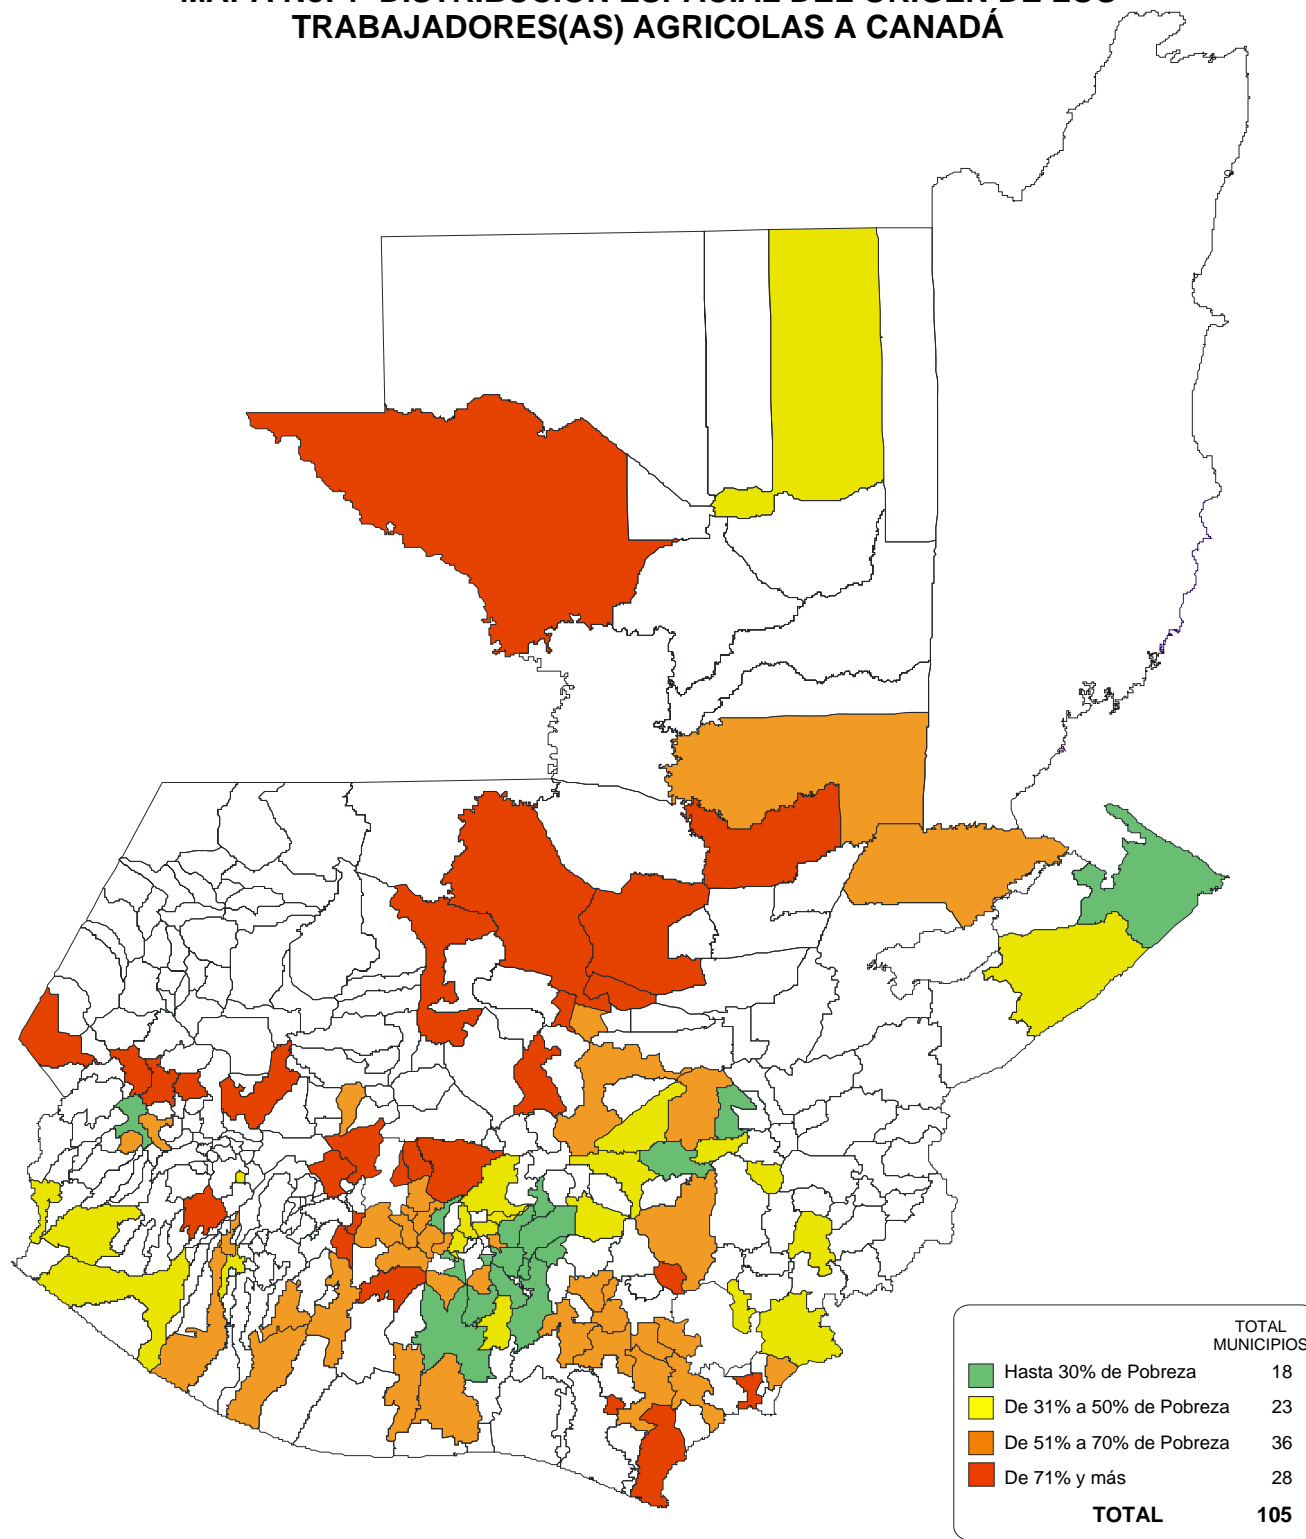 TRABAJADORES(AS) AGRICOLAS A CANADÁ
TOTAL
MUNICIPIOS
Hasta 30% de Pobreza 18
De 31% a 50% de Pobreza 23
De 51% a 70% de Pobreza 36
De 71% y más 28
TOTAL 105